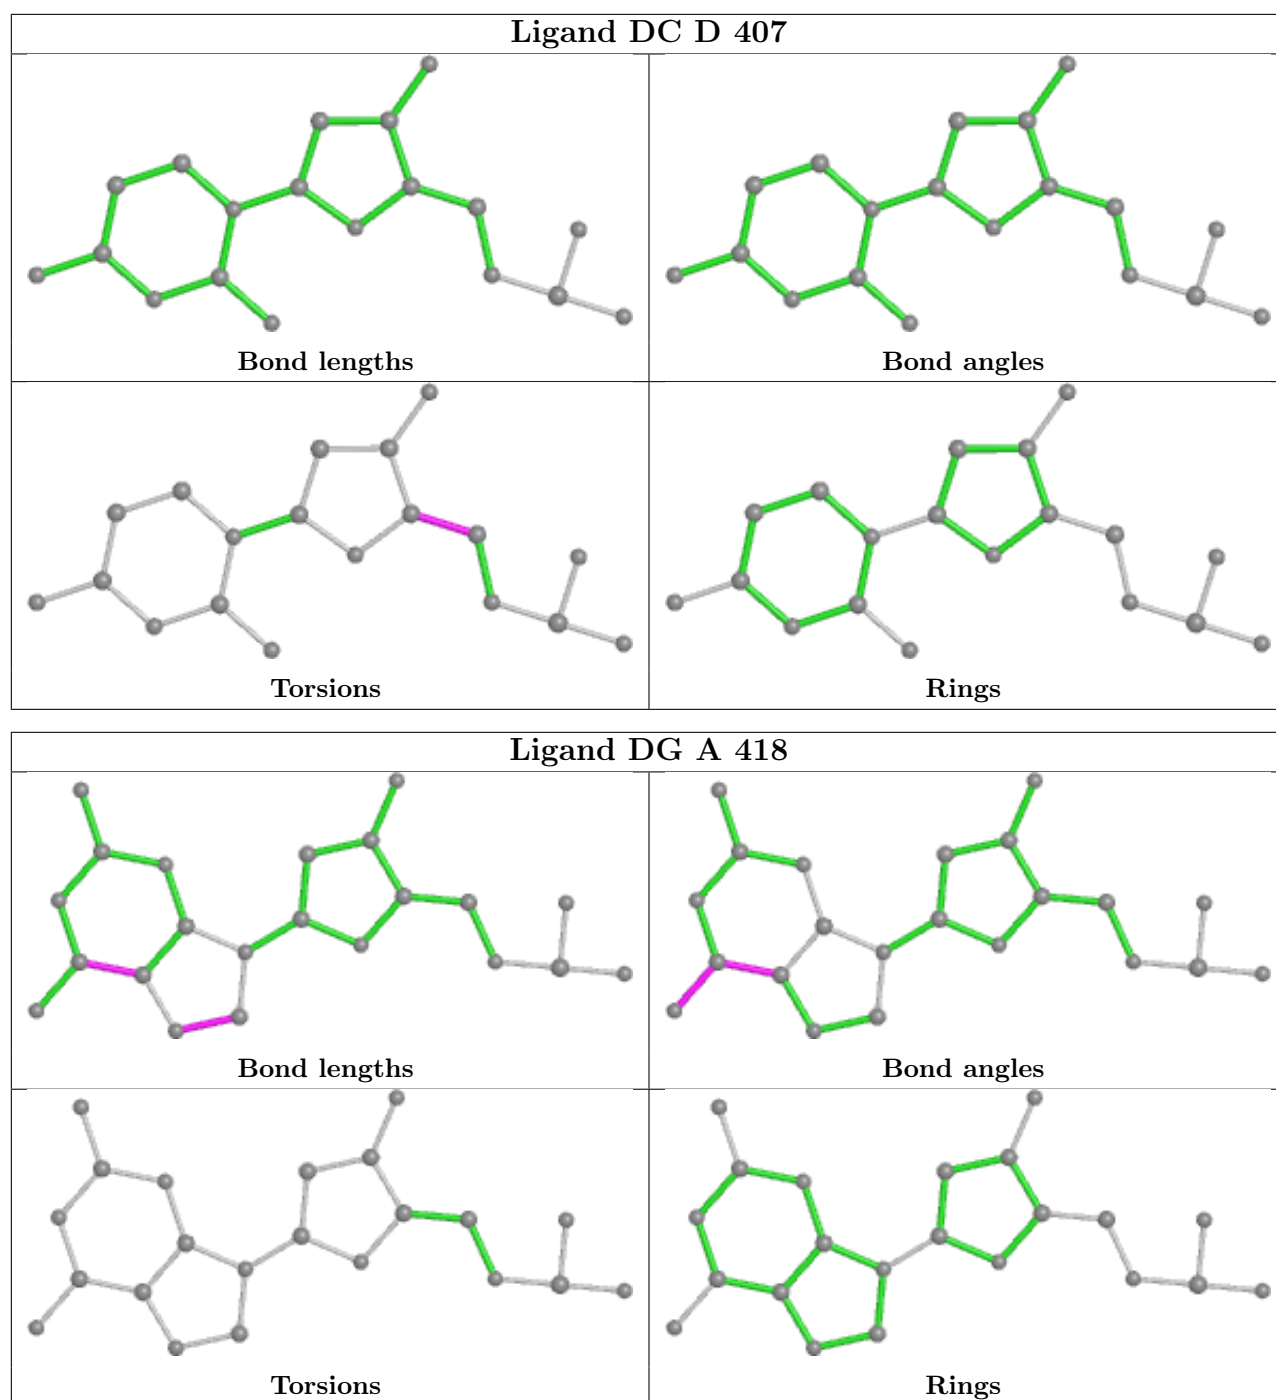 Ligand DC D 407
Bond lengths
Bond angles
Torsions
Rings
Ligand DG A 418
Bond lengths
Bond angles
Torsions
Rings